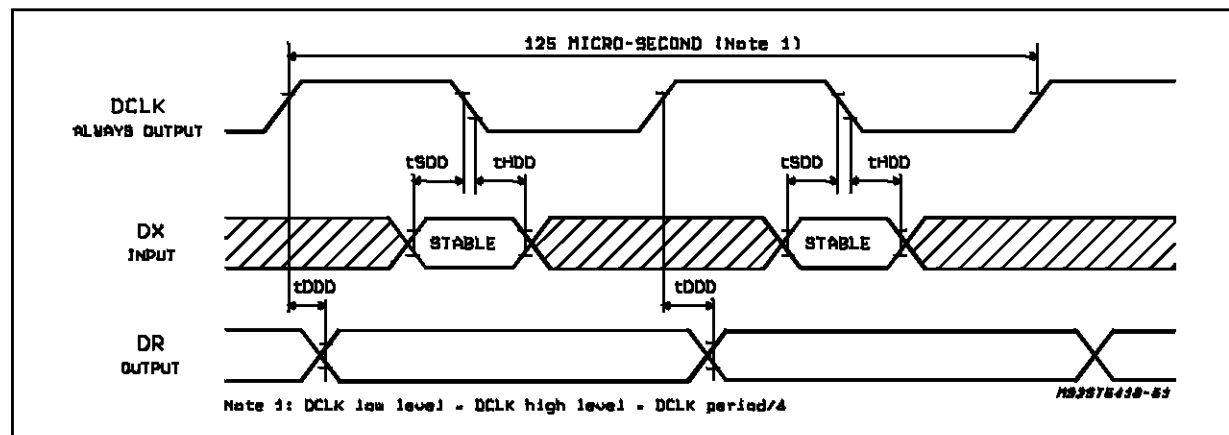 125 MICRO-SECOND (Note 1)
DCLK
ALWAYS OUTPUT
tSDD tHDD tSDD tHDD
DX
INPUT
STABLE STABLE
tDDD tDDD
DR
OUTPUT
Note 1: DCLK low level = DCLK high level = DCLK period/4